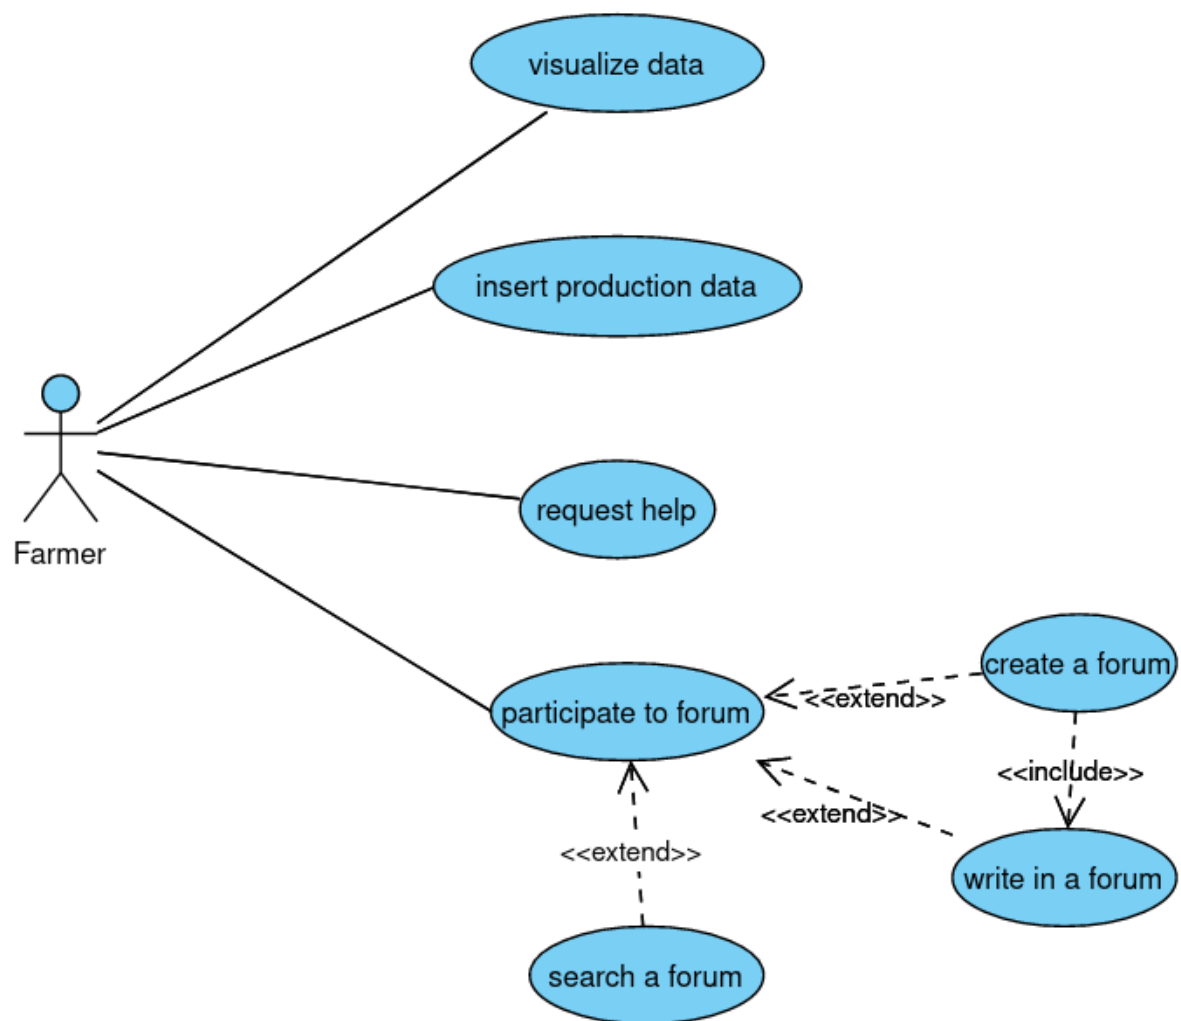 visualize data
insert production data
request help
Farmer
create a forum
participate to forum
<<extend>>
<<include>>
<<extend>>
<<extend>>
write in a forum
search a forum